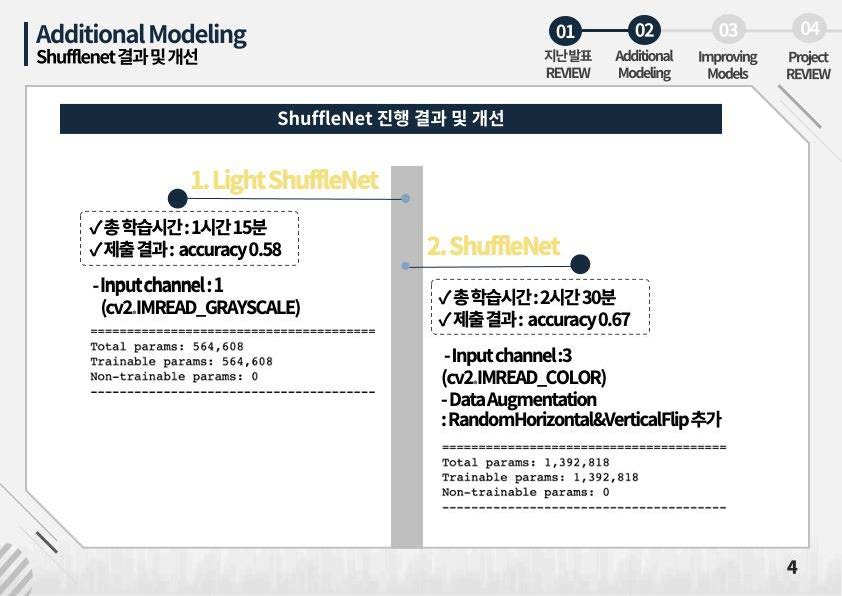 Additional Modeling
Shufflenet 결과 및 개선
01
지난 발표
REVIEW
02
Additional
Modeling
03
Improving
Models
04
Project
REVIEW
ShuffleNet 진행 결과 및 개선
1. Light ShuffleNet
✓총 학습시간 : 1시간 15분
✓제출 결과 : accuracy 0.58
- Input channel : 1
(cv2.IMREAD_GRAYSCALE)
=======================================
Total params: 564,608
Trainable params: 564,608
Non-trainable params: 0
---------------------------------------
2. ShuffleNet
✓총 학습시간 : 2시간 30분
✓제출 결과 : accuracy 0.67
- Input channel :3
(cv2.IMREAD_COLOR)
- Data Augmentation
: RandomHorizontal&VerticalFlip 추가
=======================================
Total params: 1,392,818
Trainable params: 1,392,818
Non-trainable params: 0
---------------------------------------
4